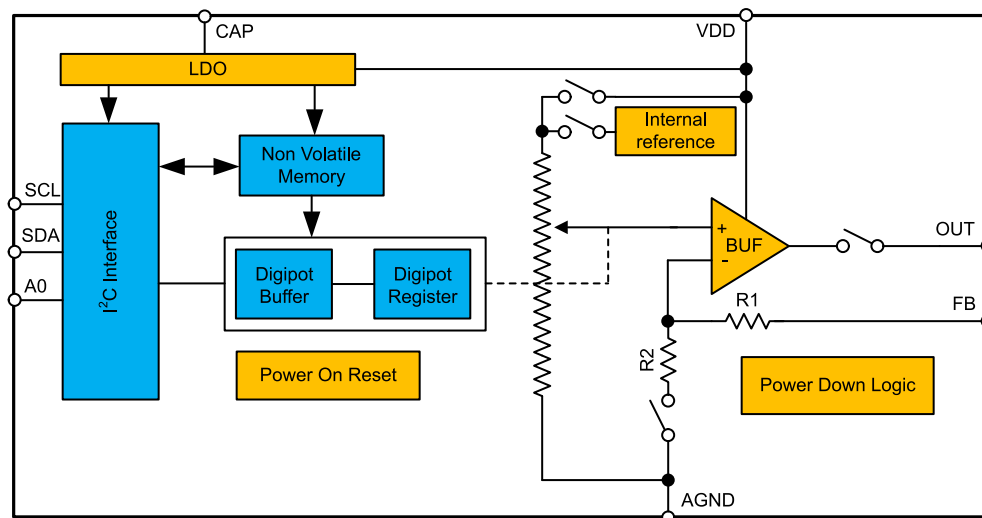 CAP
VDD
LDO
Internal
reference
Non Volatile
Memory
SCL
SDA
A0
I²C Interface
+
BUF
-
OUT
Digipot
Buffer
Digipot
Register
R1
FB
R2
Power On Reset
Power Down Logic
AGND